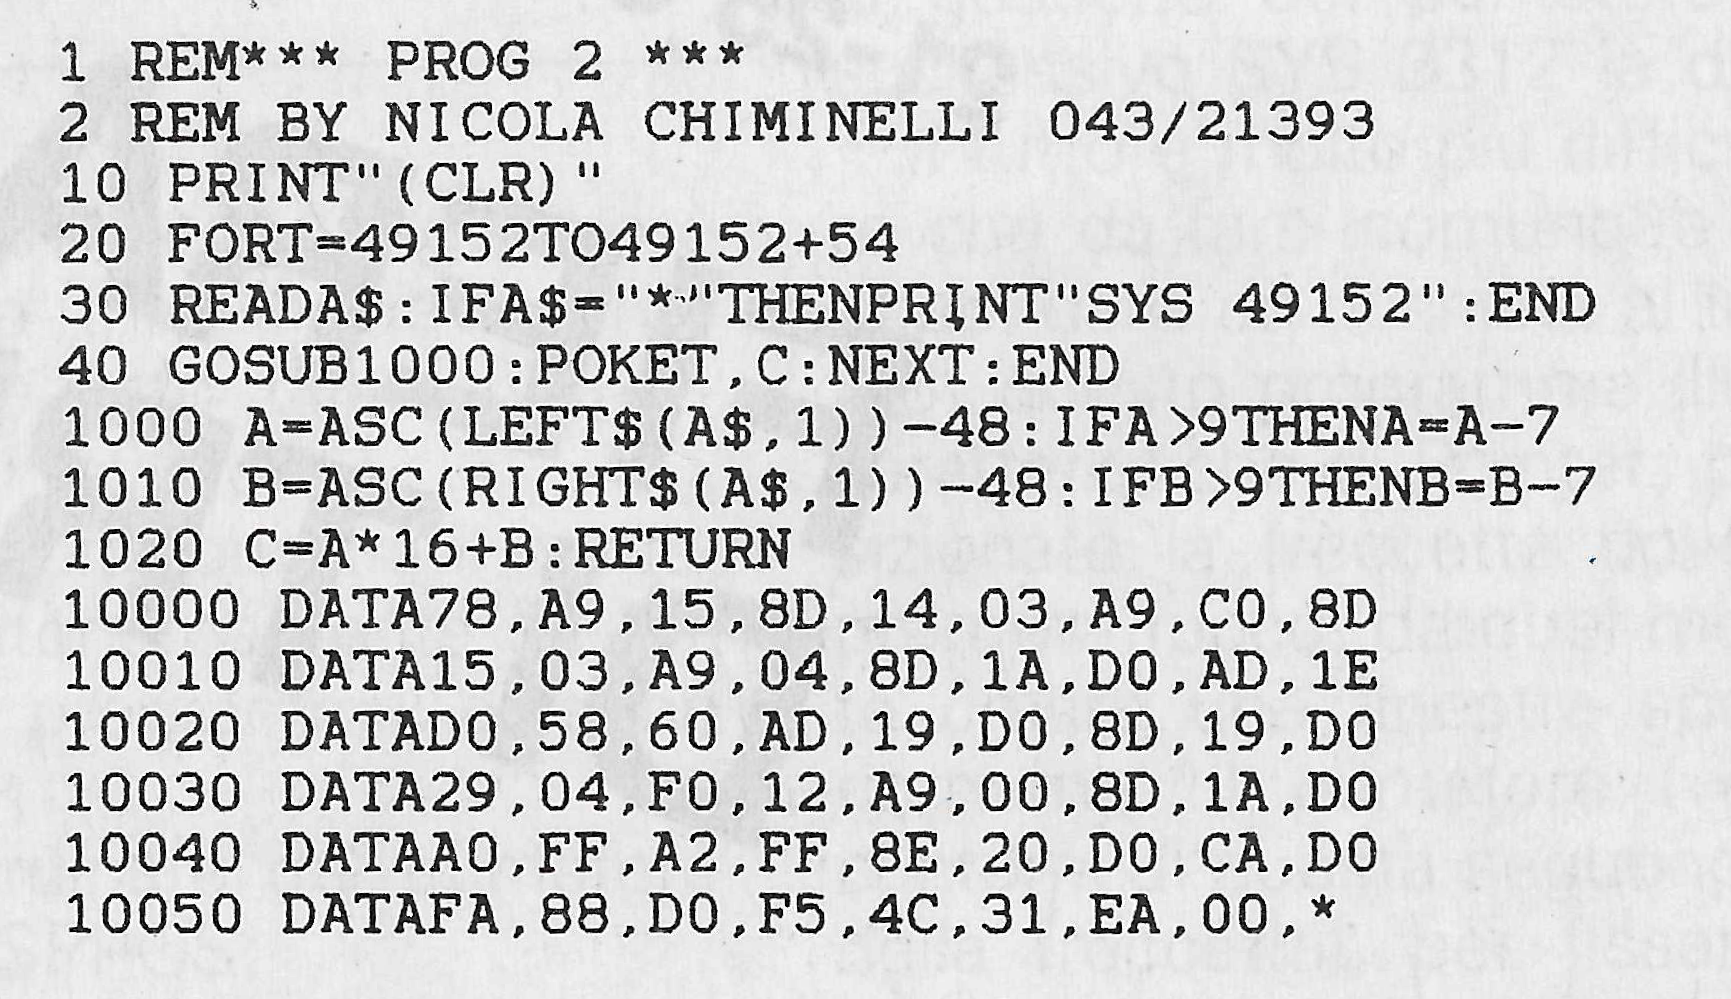 1 REM*** PROG 2 ***
2 REM BY NICOLA CHIMINELLI 043/21393
10 PRINT"(CLR)"
20 FORT=49152TO49152+54
30 READA$:IFA$="*"THENPRINT"SYS 49152":END
40 GOSUB1000:POKET,C:NEXT:END
1000 A=ASC(LEFT$(A$,1))-48:IFA>9THENA=A-7
1010 B=ASC(RIGHT$(A$,1))-48:IFB>9THENB=B-7
1020 C=A*16+B:RETURN
10000 DATA78,A9,15,8D,14,03,A9,C0,8D
10010 DATA15,03,A9,04,8D,1A,D0,AD,1E
10020 DATAD0,58,60,AD,19,D0,8D,19,D0
10030 DATA29,04,F0,12,A9,00,8D,1A,D0
10040 DATAA0,FF,A2,FF,8E,20,D0,CA,D0
10050 DATAFA,88,D0,F5,4C,31,EA,00,*